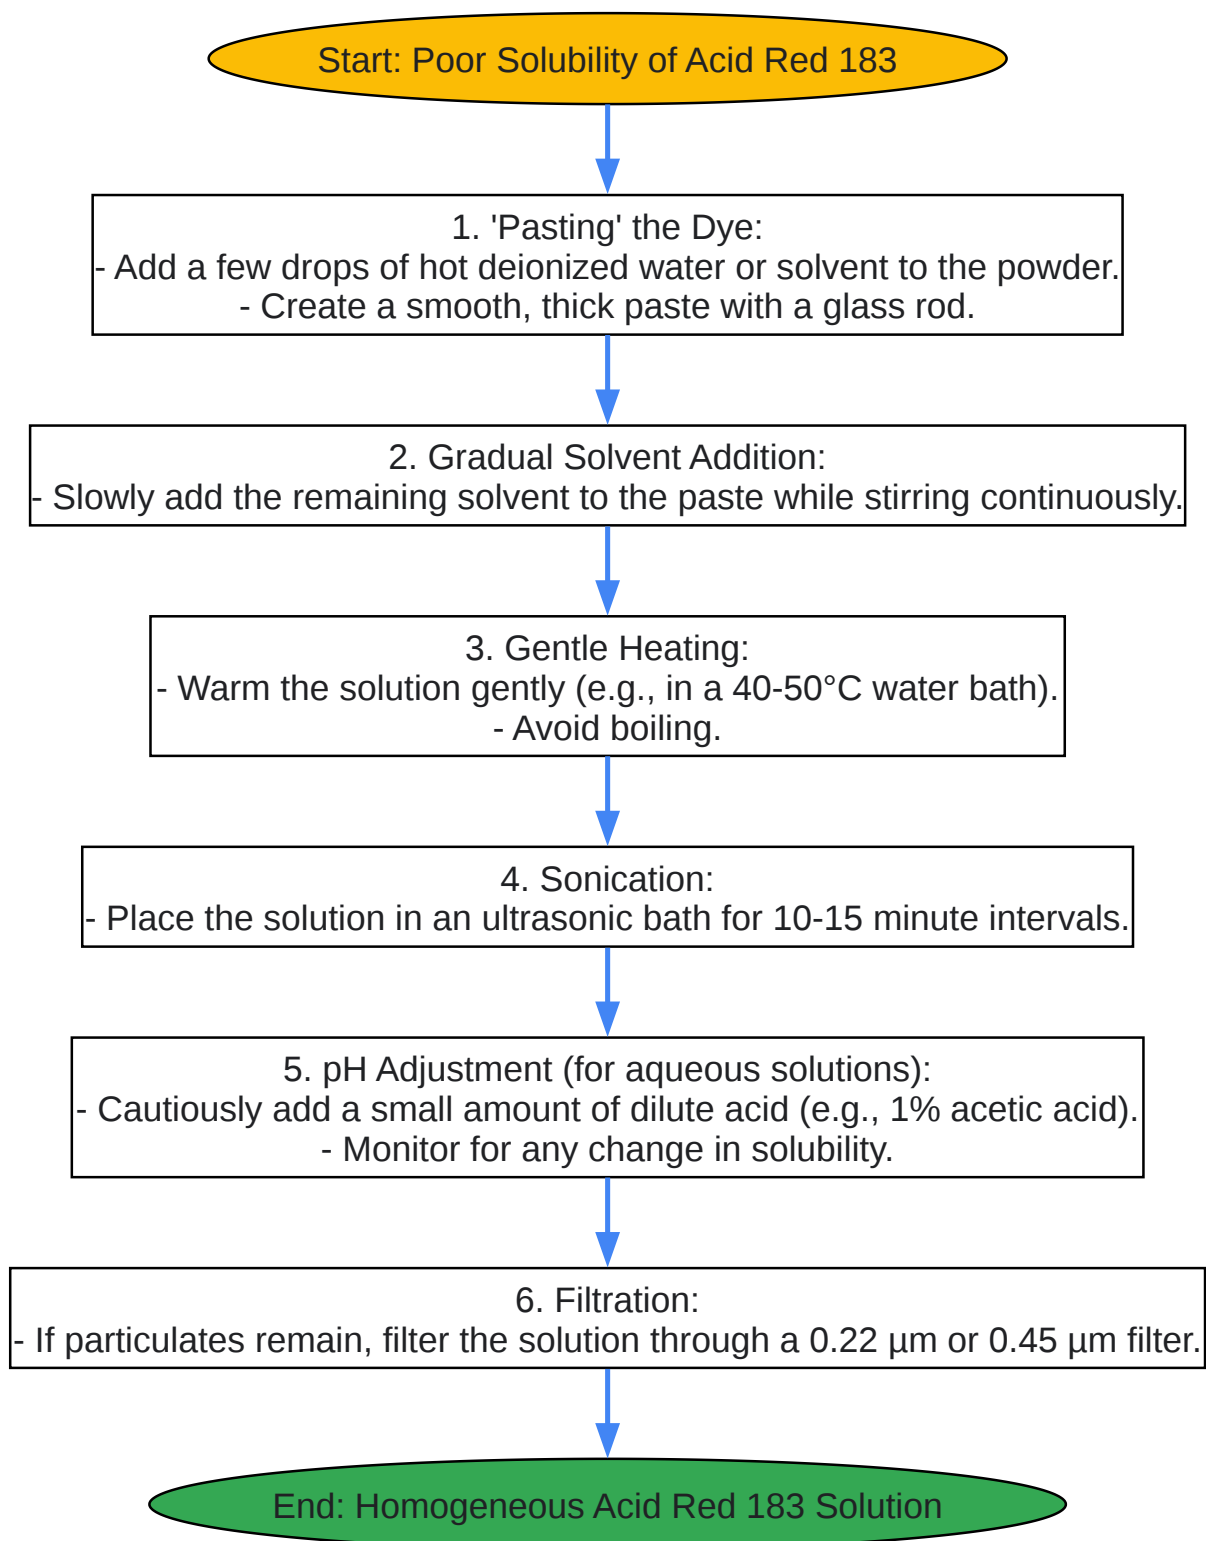 Start: Poor Solubility of Acid Red 183
1. 'Pasting' the Dye:
- Add a few drops of hot deionized water or solvent to the powder.
- Create a smooth, thick paste with a glass rod.
2. Gradual Solvent Addition:
- Slowly add the remaining solvent to the paste while stirring continuously.
3. Gentle Heating:
- Warm the solution gently (e.g., in a 40-50°C water bath).
- Avoid boiling.
4. Sonication:
- Place the solution in an ultrasonic bath for 10-15 minute intervals.
5. pH Adjustment (for aqueous solutions):
- Cautiously add a small amount of dilute acid (e.g., 1% acetic acid).
- Monitor for any change in solubility.
6. Filtration:
- If particulates remain, filter the solution through a 0.22 µm or 0.45 µm filter.
End: Homogeneous Acid Red 183 Solution